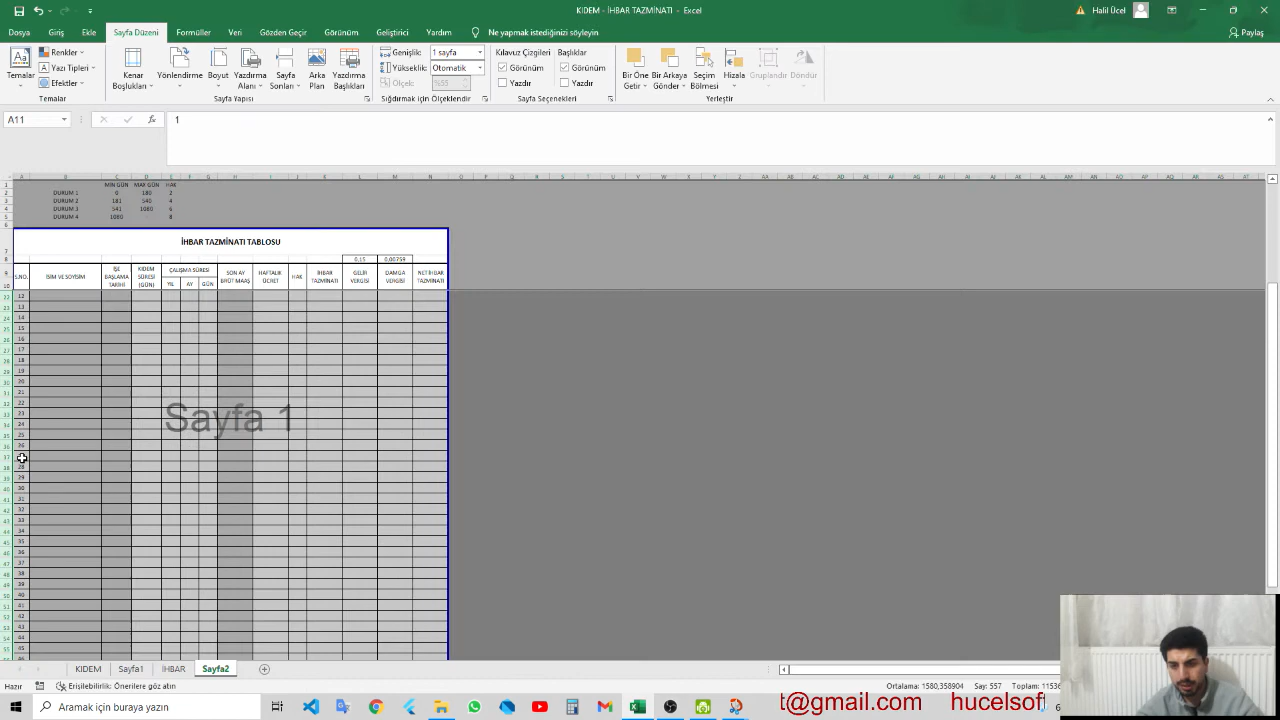 KIDEM - İHBAR TAZMİNATI - Excel
Halil Ücel
Dosya Giriş Ekle Sayfa Düzeni Formüller Veri Gözden Geçir Görünüm Geliştirici Yardım Ne yapmak istediğinizi söyleyin Paylaş
Temalar Renkler Yazı Tipleri Efektler Kenar Boşlukları Yönlendirme Boyut Yazdırma Alanı Sayfa Sonları Arka Plan Yazdırma Başlıkları Genişlik: 1 sayfa Yükseklik: Otomatik Ölçek: %55 Kılavuz Çizgileri Görünüm Yazdır Başlıklar Görünüm Yazdır Bir Öne Getir Bir Arkaya Gönder Seçim Bölmesi Hizala Gruplandır Döndür
Temalar Sayfa Yapısı Sığdırmak için Ölçeklendir Sayfa Seçenekleri Yerleştir
A11 fx 1
MİN GÜN MAX GÜN HAK
DURUM 1 0 180 2
DURUM 2 181 540 4
DURUM 3 541 1080 6
DURUM 4 1080 - 8
İHBAR TAZMİNATI TABLOSU
0,15 0,00759
S.NO. İSİM VE SOYİSİM İŞE BAŞLAMA TARİHİ KIDEM SÜRESİ (GÜN) ÇALIŞMA SÜRESİ YIL AY GÜN SON AY BRÜT MAAŞ HAFTALIK ÜCRET HAK İHBAR TAZMİNATI GELİR VERGİSİ DAMGA VERGİSİ NET İHBAR TAZMİNATI
12
13
14
15
16
17
18
19
20
21
22
23
24
25
26
28
29
30
31
32
33
34
35
36
37
38
39
40
41
42
43
44
45
46
Sayfa 1
KIDEM Sayfa1 İHBAR Sayfa2
Hazır Erişilebilirlik: Önerilere göz atın Ortalama: 1580,358904 Say: 557 Toplam: 11536
Aramak için buraya yazın
t@gmail.com hucelsoft